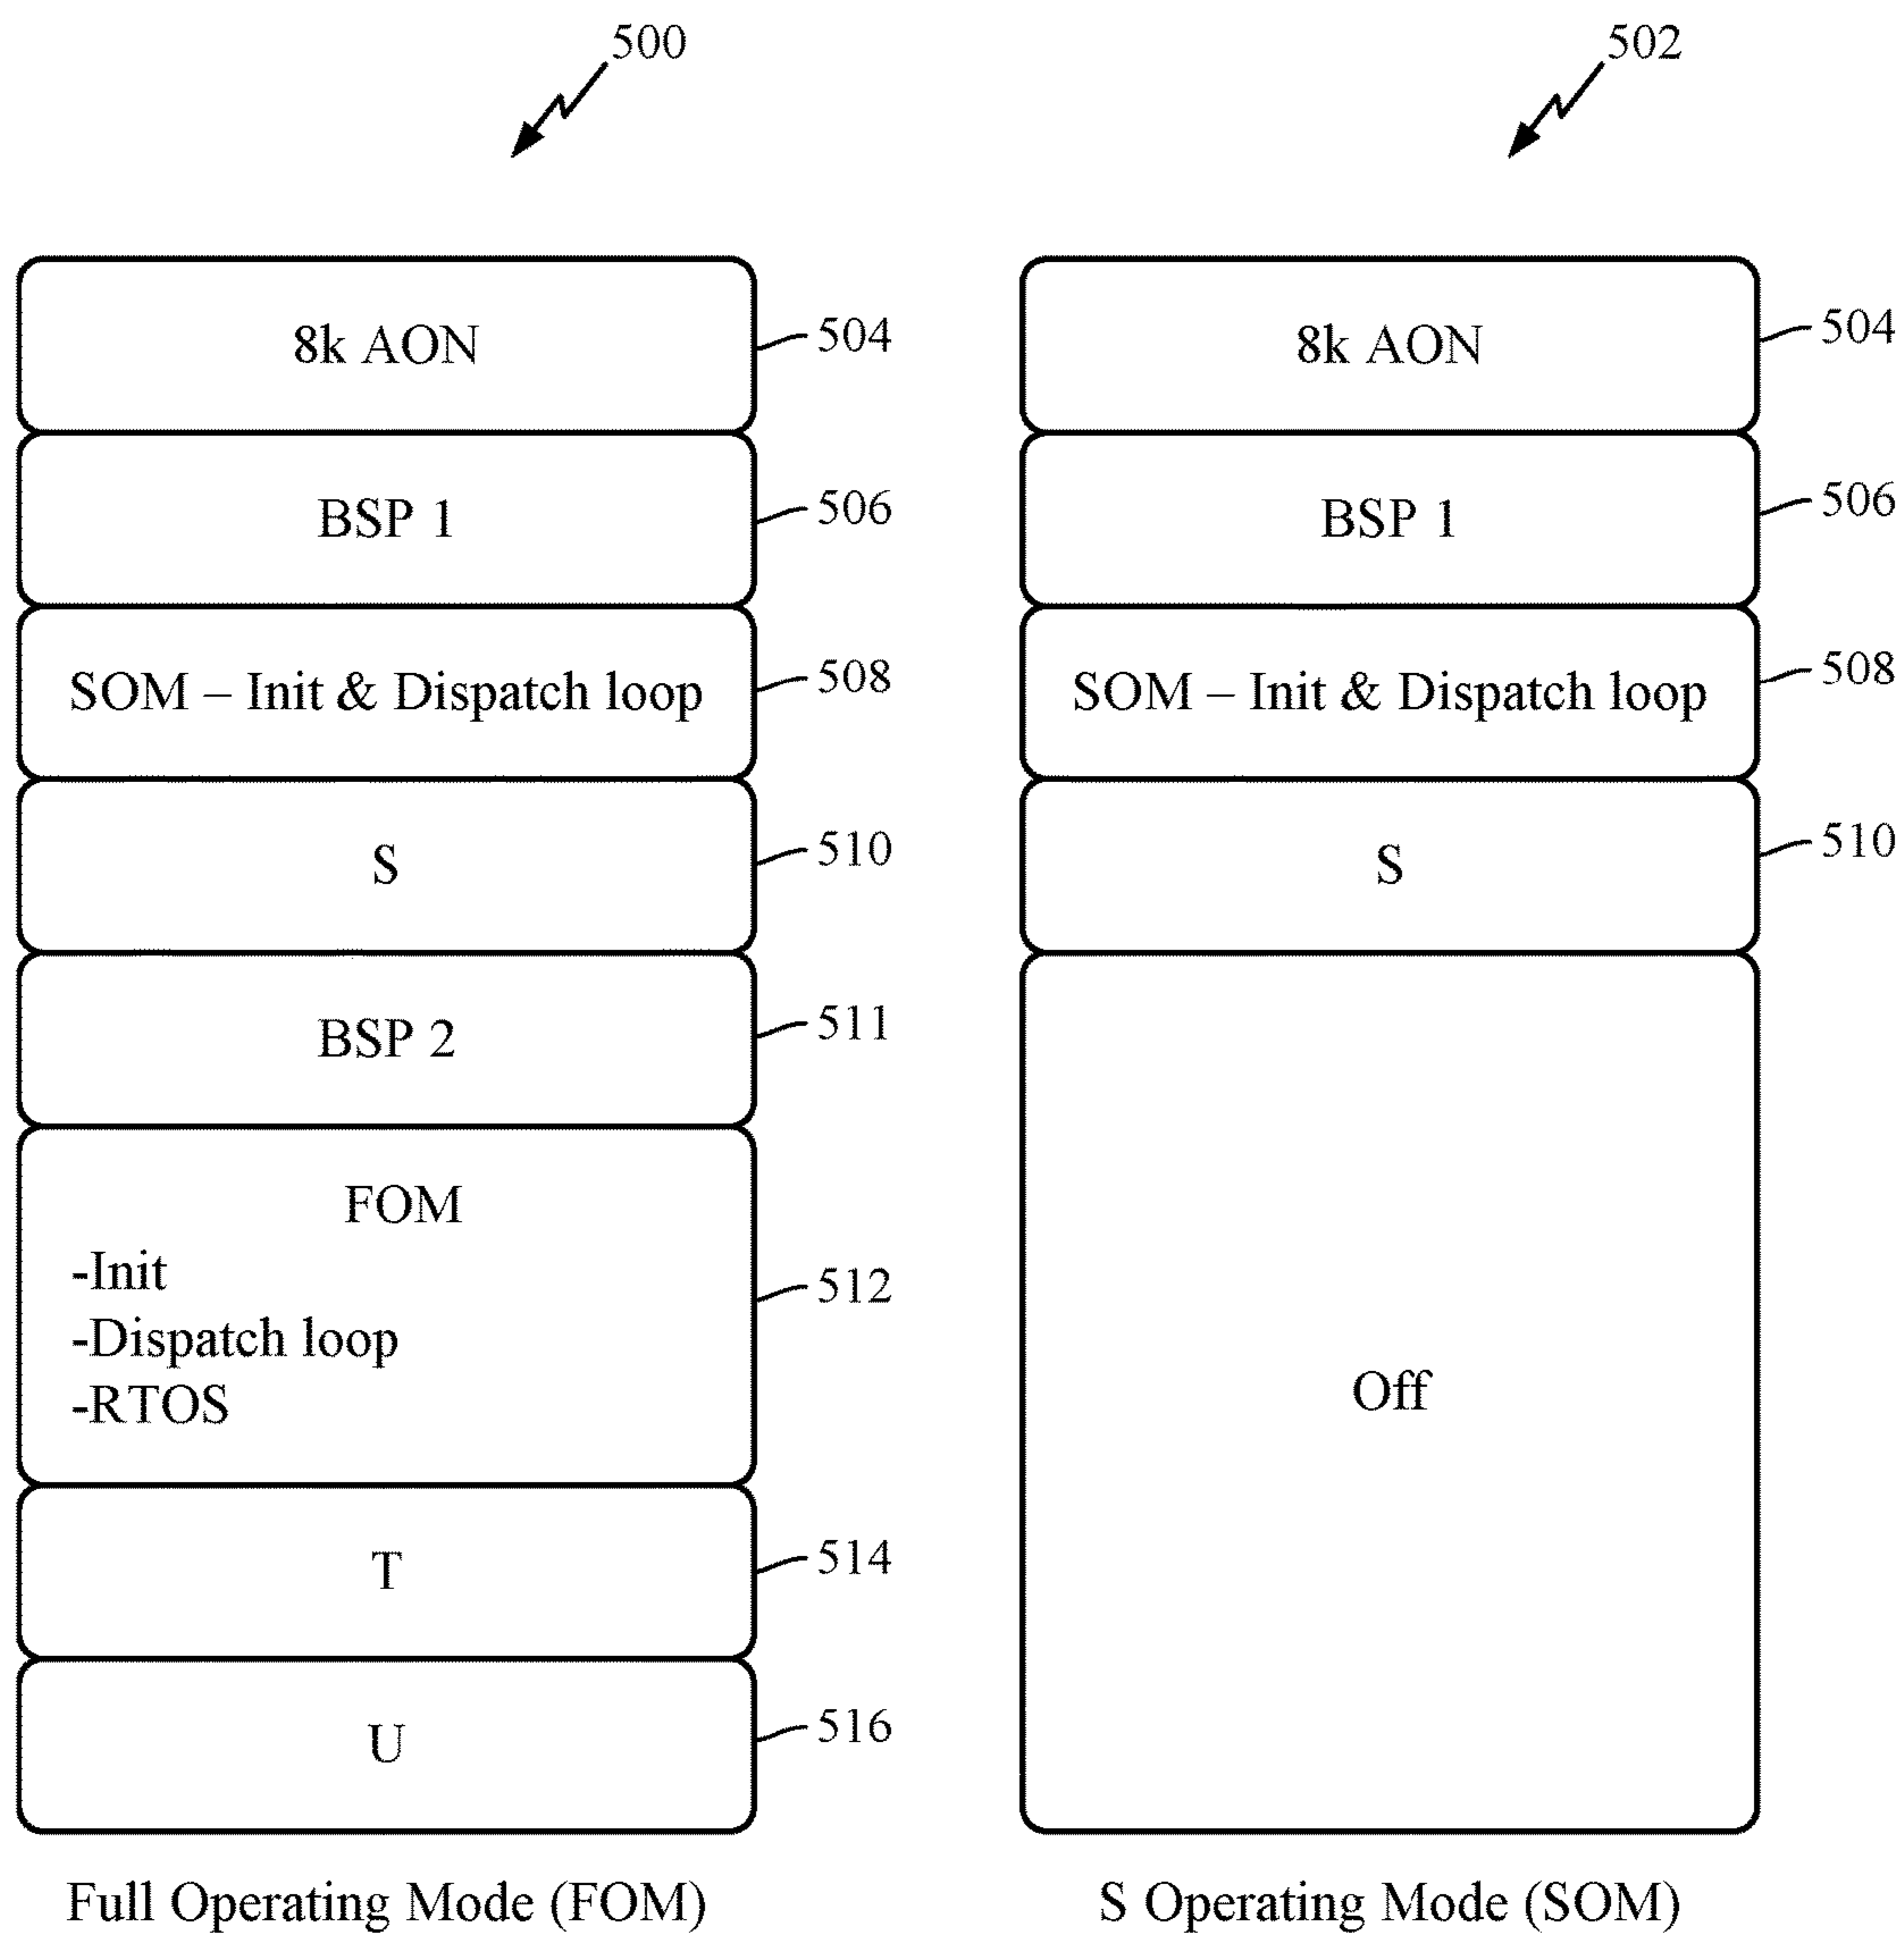 500
502
8k AON
504
BSP 1
506
SOM – Init & Dispatch loop
508
S
510
BSP 2
511
FOM
-Init
-Dispatch loop
-RTOS
512
T
514
U
516
Full Operating Mode (FOM)
8k AON
504
BSP 1
506
SOM – Init & Dispatch loop
508
S
510
Off
S Operating Mode (SOM)